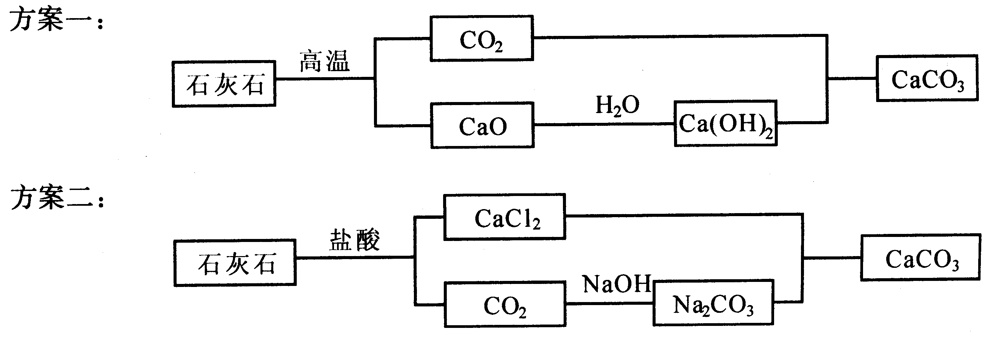 方案一：
CO₂
高温
石灰石
CaCO₃
H₂O
CaO
Ca(OH)₂
方案二：
CaCl₂
盐酸
石灰石
CaCO₃
NaOH
CO₂
Na₂CO₃